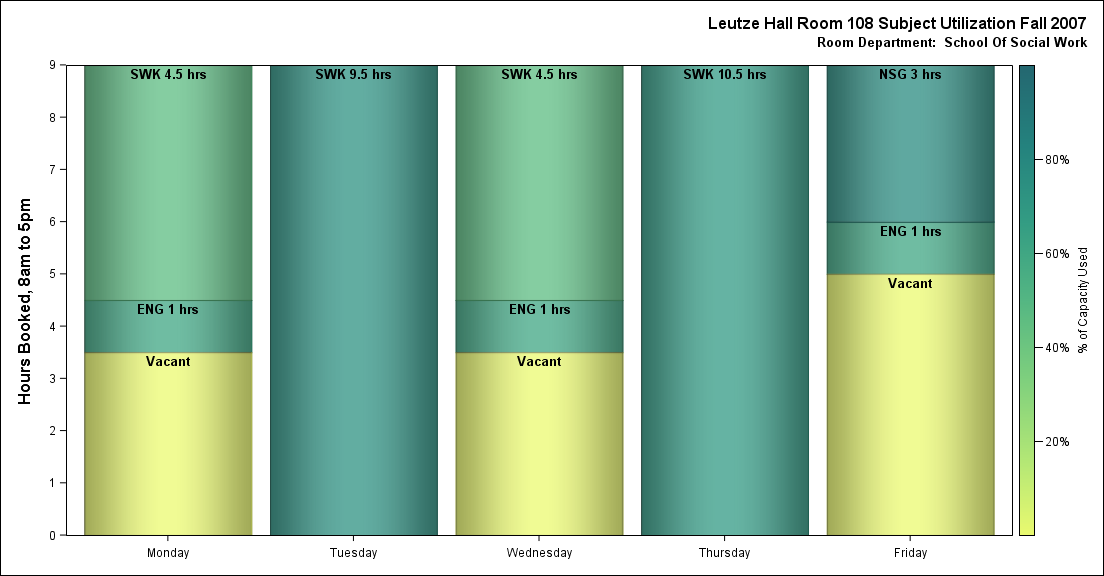 Leutze Hall Room 108 Subject Utilization Fall 2007
Room Department: School Of Social Work
Hours Booked, 8am to 5pm
9
8
7
6
5
4
3
2
1
0
SWK 4.5 hrs
ENG 1 hrs
Vacant
SWK 9.5 hrs
SWK 4.5 hrs
ENG 1 hrs
Vacant
SWK 10.5 hrs
NSG 3 hrs
ENG 1 hrs
Vacant
Monday
Tuesday
Wednesday
Thursday
Friday
80%
60%
40%
20%
% of Capacity Used